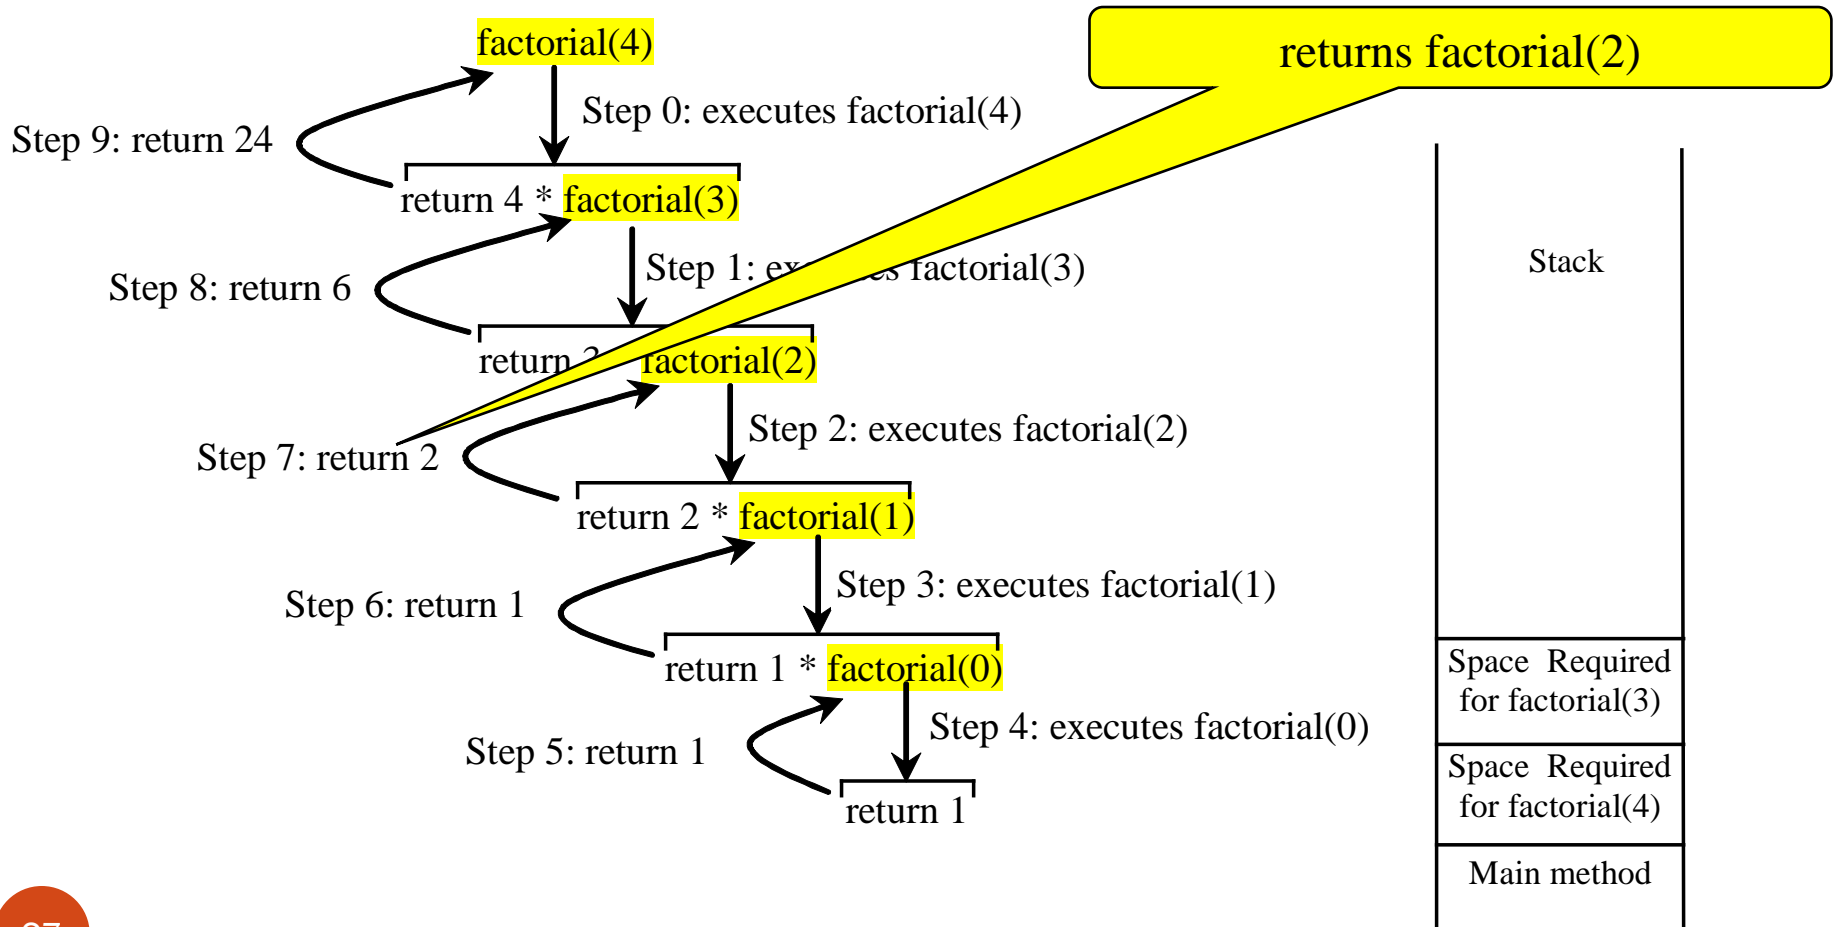 factorial(4)
returns factorial(2)
Step 0: executes factorial(4)
Step 9: return 24
return 4 * factorial(3)
Step 1: factorial(3)
Stack
Step 8: return 6
return factorial(2)
Step 2: executes factorial(2)
Step 7: return 2
return 2 * factorial(1)
Step 3: executes factorial(1)
Step 6: return 1
return 1 * factorial(0)
Space Required
for factorial(3)
Step 4: executes factorial(0)
Step 5: return 1
return 1
Space Required
for factorial(4)
Main method